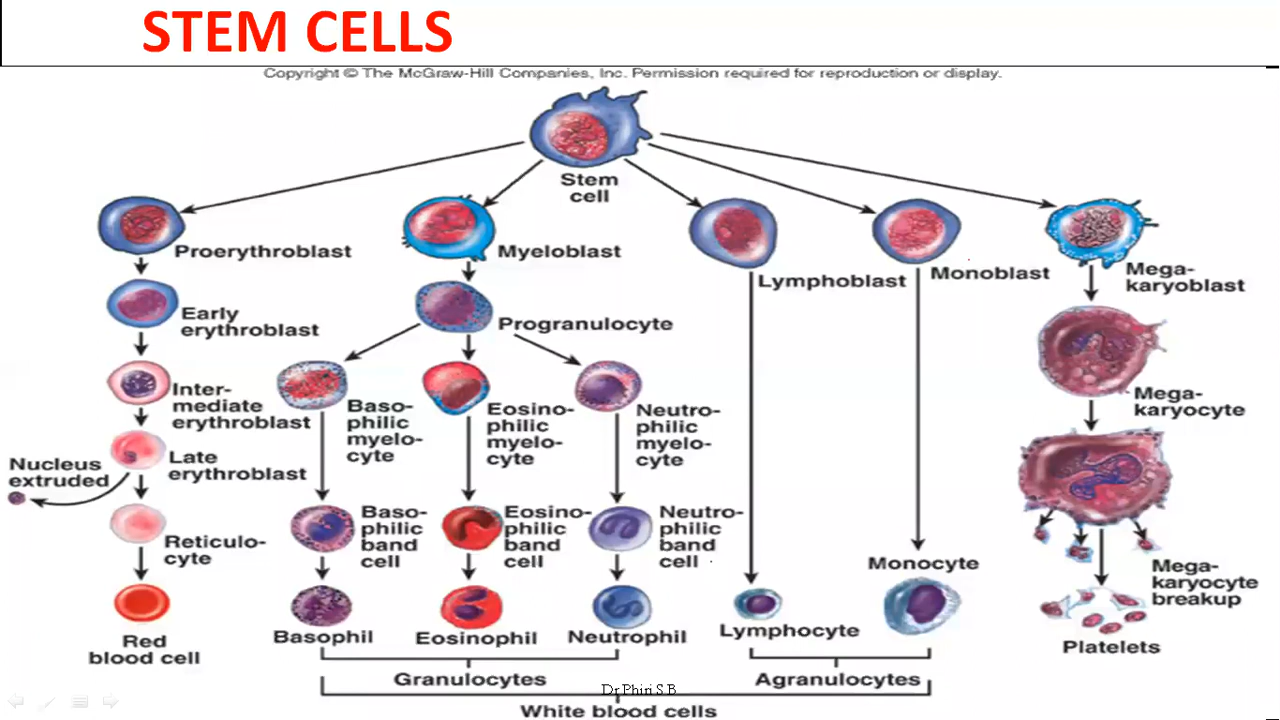 STEM CELLS
Copyright © The McGraw-Hill Companies, Inc. Permission required for reproduction or display.
Stem
cell
Proerythroblast
Myeloblast
Lymphoblast
Monoblast
Mega-
karyoblast
Early
erythroblast
Progranulocyte
Inter-
mediate
erythroblast
Baso-
philic
myelo-
cyte
Eosino-
philic
myelo-
cyte
Neutro-
philic
myelo-
cyte
Mega-
karyocyte
Nucleus
extruded
Late
erythroblast
Reticulo-
cyte
Baso-
philic
band
cell
Eosino-
philic
band
cell
Neutro-
philic
band
cell
Monocyte
Mega-
karyocyte
breakup
Red
blood cell
Basophil
Eosinophil
Neutrophil
Lymphocyte
Platelets
Granulocytes
Agranulocytes
Dr Phiri S.B
White blood cells